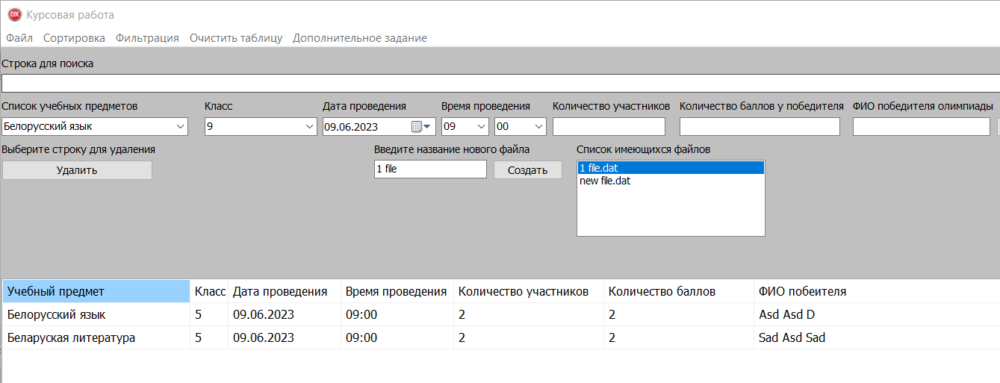 DX Курсовая работа
Файл Сортировка Фильтрация Очистить таблицу Дополнительное задание
Строка для поиска
Список учебных предметов Класс Дата проведения Время проведения Количество участников Количество баллов у победителя ФИО победителя олимпиады
Белорусский язык 9 09.06.2023 09 00
Выберите строку для удаления Введите название нового файла Список имеющихся файлов
Удалить 1 file Создать 1 file.dat
new file.dat
Учебный предмет Класс Дата проведения Время проведения Количество участников Количество баллов ФИО побеителя
Белорусский язык 5 09.06.2023 09:00 2 2 Asd Asd D
Беларуская литература 5 09.06.2023 09:00 2 2 Sad Asd Sad